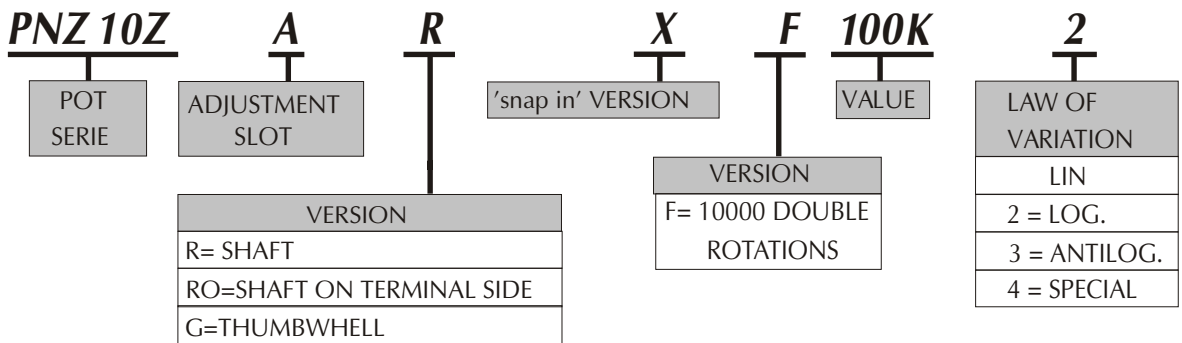 PNZ 10Z A R X F 100K 2
POT
SERIE
ADJUSTMENT
SLOT
'snap in' VERSION
VALUE
LAW OF
VARIATION
LIN
2 = LOG.
3 = ANTILOG.
4 = SPECIAL
VERSION
F= 10000 DOUBLE
ROTATIONS
VERSION
R= SHAFT
RO=SHAFT ON TERMINAL SIDE
G=THUMBWHELL